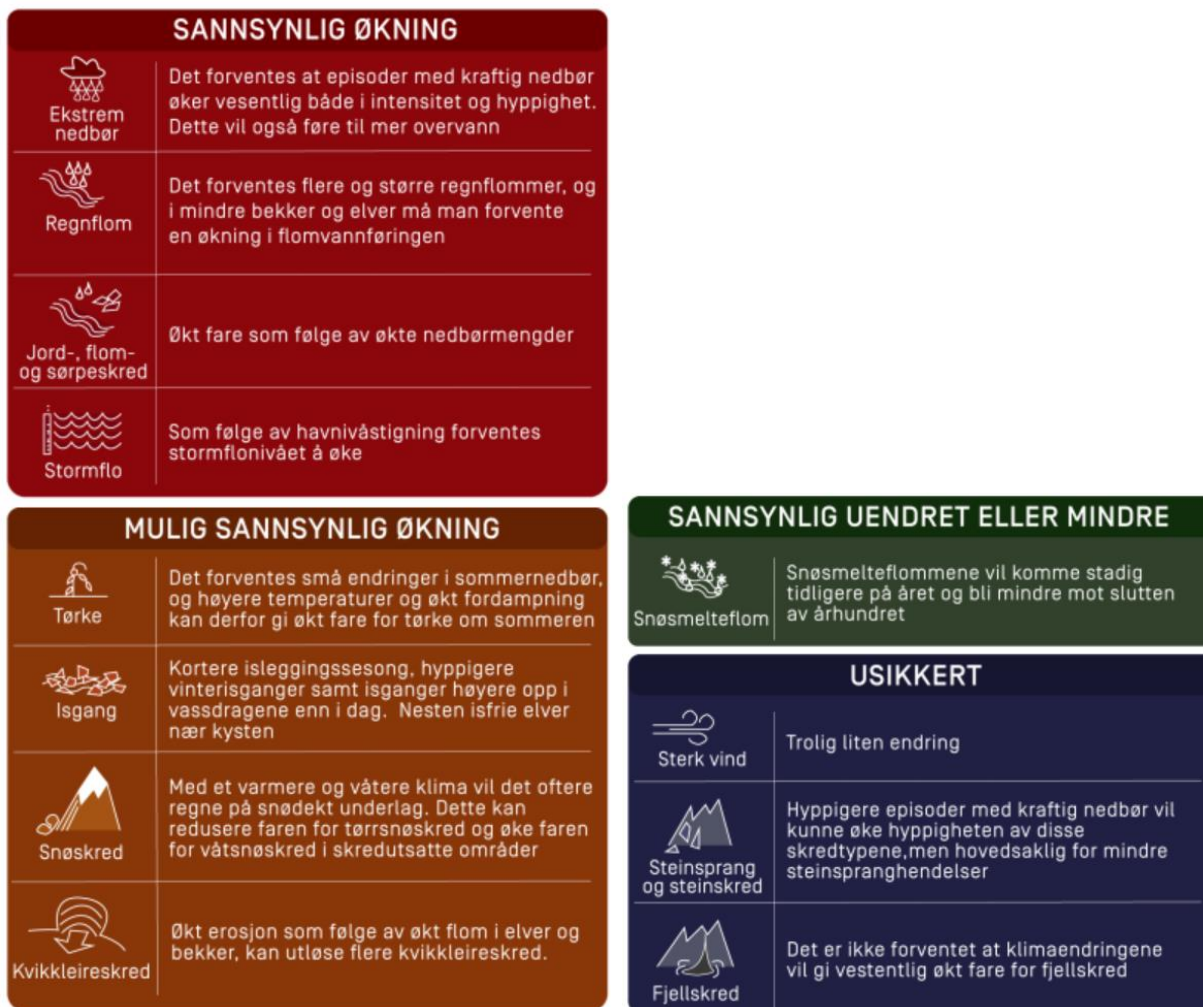 SANNSYNLIG ØKNING
Ekstrem
nedbør
Det forventes at episoder med kraftig nedbør
øker vesentlig både i intensitet og hyppighet.
Dette vil også føre til mer overvann
Regnflom
Det forventes flere og større regnflommer, og
i mindre bekker og elver må man forvente
en økning i flomvannføringen
Jord-, flom-
og sørpeskred
Økt fare som følge av økte nedbørmengder
Stormflo
Som følge av havnivåstigning forventes
stormflonivået å øke
MULIG SANNSYNLIG ØKNING
Tørke
Det forventes små endringer i sommernedbør,
og høyere temperaturer og økt fordampning
kan derfor gi økt fare for tørke om sommeren
Isgang
Kortere isleggingssesong, hyppigere
vinterisganger samt isganger høyere opp i
vassdragene enn i dag. Nesten isfrie elver
nær kysten
Snøskred
Med et varmere og våtere klima vil det oftere
regne på snødekt underlag. Dette kan
redusere faren for tørrsnøskred og øke faren
for våtsnøskred i skredutsatte områder
Kvikkleireskred
Økt erosjon som følge av økt flom i elver og
bekker, kan utløse flere kvikkleireskred.
SANNSYNLIG UENDRET ELLER MINDRE
Snøsmelteflom
Snøsmelteflommene vil komme stadig
tidligere på året og bli mindre mot slutten
av århundret
USIKKERT
Sterk vind
Trolig liten endring
Steinsprang
og steinskred
Hyppigere episoder med kraftig nedbør vil
kunne øke hyppigheten av disse
skredtypene,men hovedsaklig for mindre
steinspranghendelser
Fjellskred
Det er ikke forventet at klimaendringene
vil gi vestentlig økt fare for fjellskred